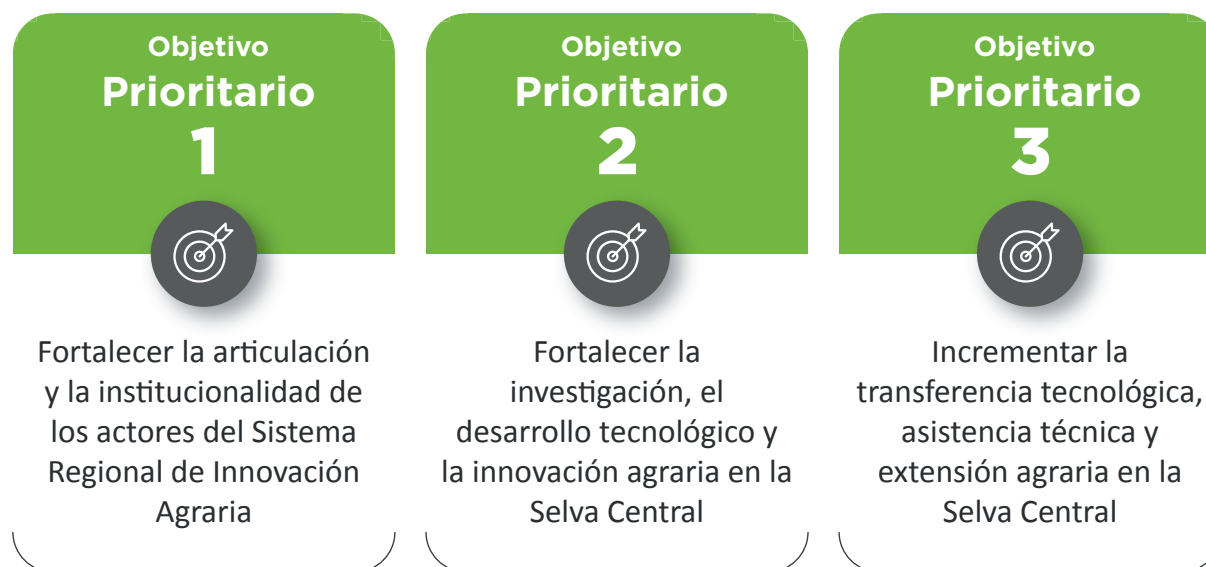 Objetivo
Prioritario
1
Fortalecer la articulación
y la institucionalidad de
los actores del Sistema
Regional de Innovación
Agraria
Objetivo
Prioritario
2
Fortalecer la
investigación, el
desarrollo tecnológico y
la innovación agraria en la
Selva Central
Objetivo
Prioritario
3
Incrementar la
transferencia tecnológica,
asistencia técnica y
extensión agraria en la
Selva Central